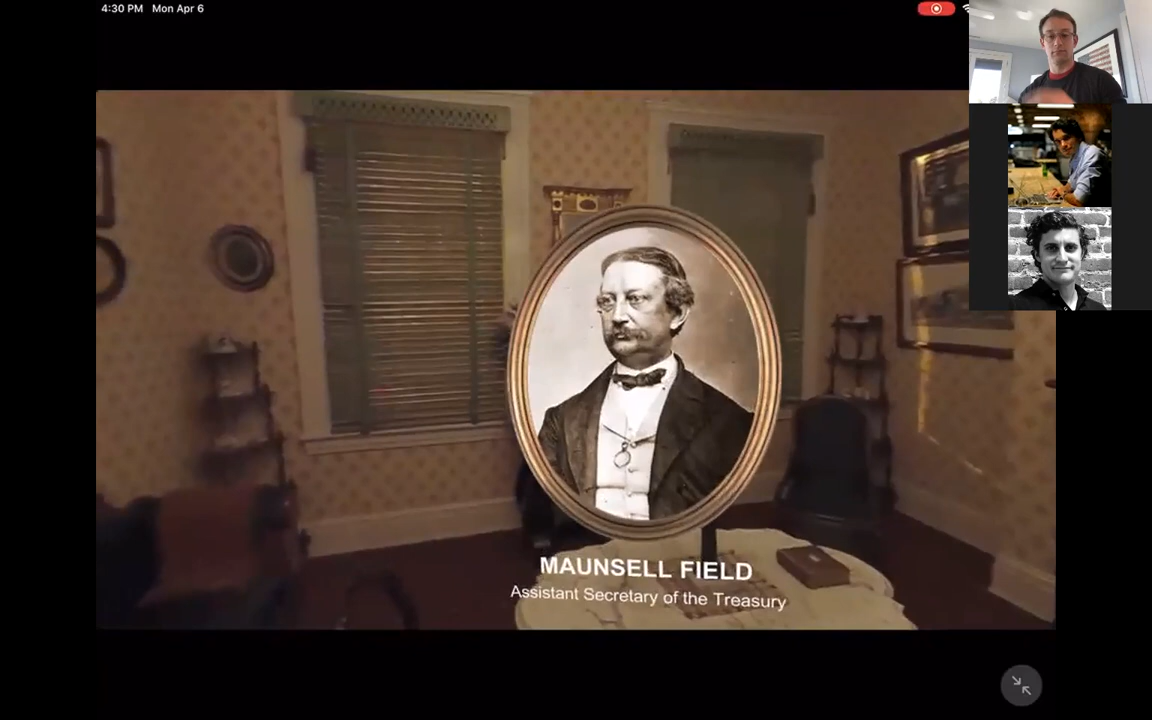 4:30 PM Mon Apr 6
MAUNSELL FIELD
Assistant Secretary of the Treasury